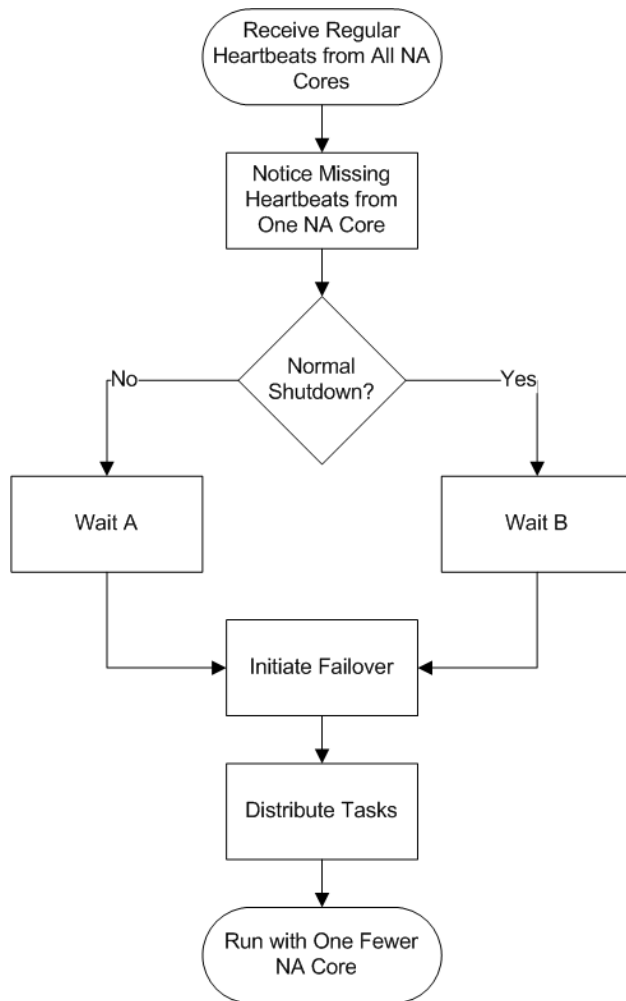 Receive Regular
Heartbeats from All NA
Cores
Notice Missing
Heartbeats from
One NA Core
Normal
Shutdown?
No
Yes
Wait A
Wait B
Initiate Failover
Distribute Tasks
Run with One Fewer
NA Core